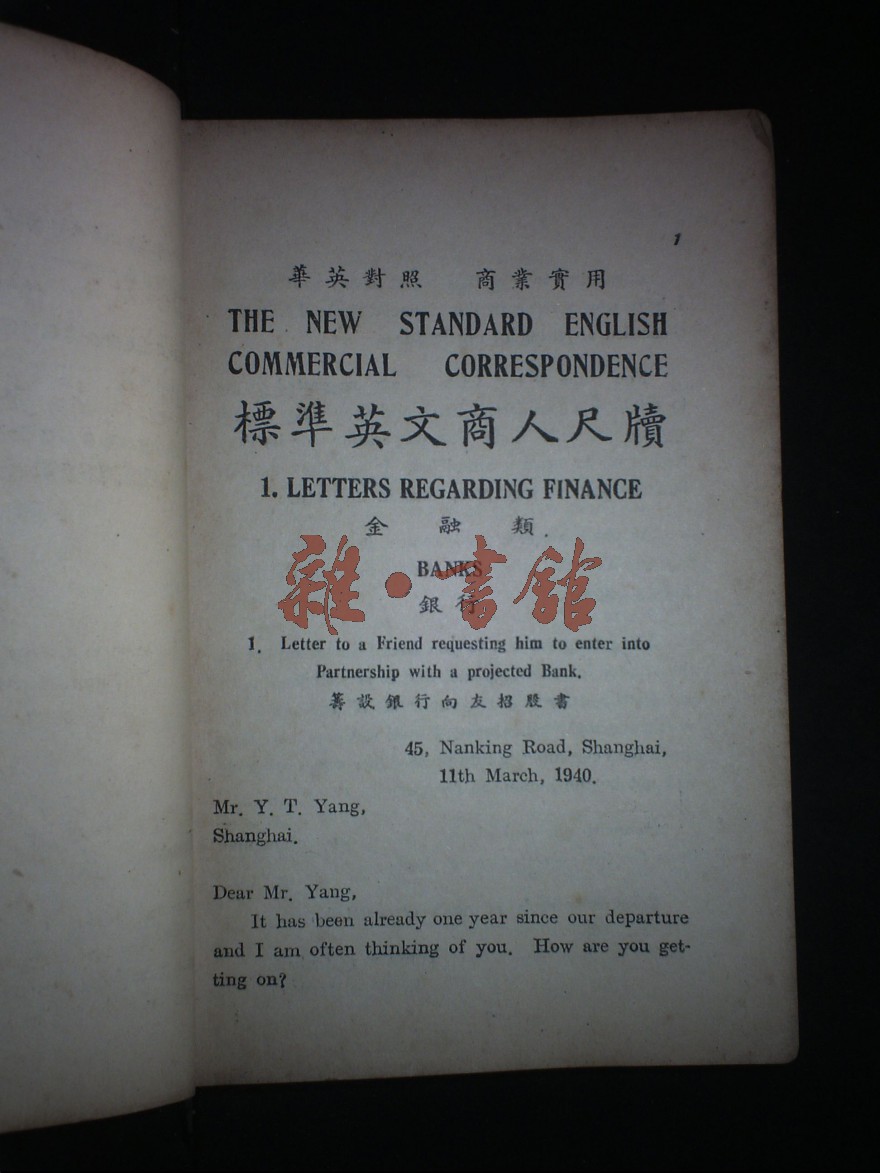 1
華英對照 商業實用
THE NEW STANDARD ENGLISH
COMMERCIAL CORRESPONDENCE
標準英文商人尺牘
1. LETTERS REGARDING FINANCE
金融類
BANKS
銀行
雜·書館
1. Letter to a Friend requesting him to enter into
Partnership with a projected Bank.
籌設銀行向友招股書
45, Nanking Road, Shanghai,
11th March, 1940.
Mr. Y. T. Yang,
Shanghai.
Dear Mr. Yang,
It has been already one year since our departure
and I am often thinking of you. How are you get-
ting on?